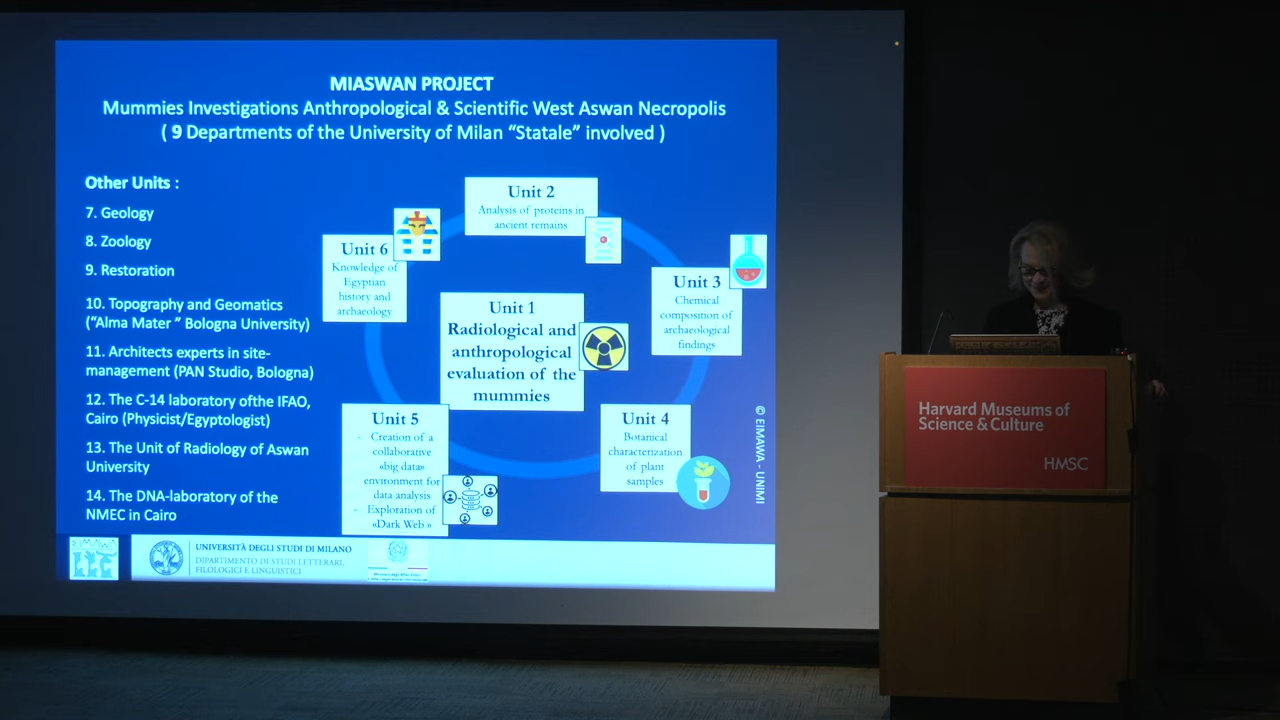 MIASWAN PROJECT
Mummies Investigations Anthropological & Scientific West Aswan Necropolis
( 9 Departments of the University of Milan “Statale” involved )
Other Units :
7. Geology
8. Zoology
9. Restoration
10. Topography and Geomatics
(“Alma Mater ” Bologna University)
11. Architects experts in site-
management (PAN Studio, Bologna)
12. The C-14 laboratory ofthe IFAO,
Cairo (Physicist/Egyptologist)
13. The Unit of Radiology of Aswan
University
14. The DNA-laboratory of the
NMEC in Cairo
Unit 1
Radiological and
anthropological
evaluation of the
mummies
Unit 2
Analysis of proteins in
ancient remains
Unit 3
Chemical
composition of
archaeological
findings
Unit 4
Botanical
characterization
of plant
samples
Unit 5
- Creation of a
collaborative
«big data»
environment for
data analysis
- Exploration of
«Dark Web »
Unit 6
Knowledge of
Egyptian
history and
archaeology
© EIMAWA - UNIMI
EIMAWA
UNIVERSITÀ DEGLI STUDI DI MILANO
DIPARTIMENTO DI STUDI LETTERARI,
FILOLOGICI E LINGUISTICI
Harvard Museums of
Science & Culture
HMSC